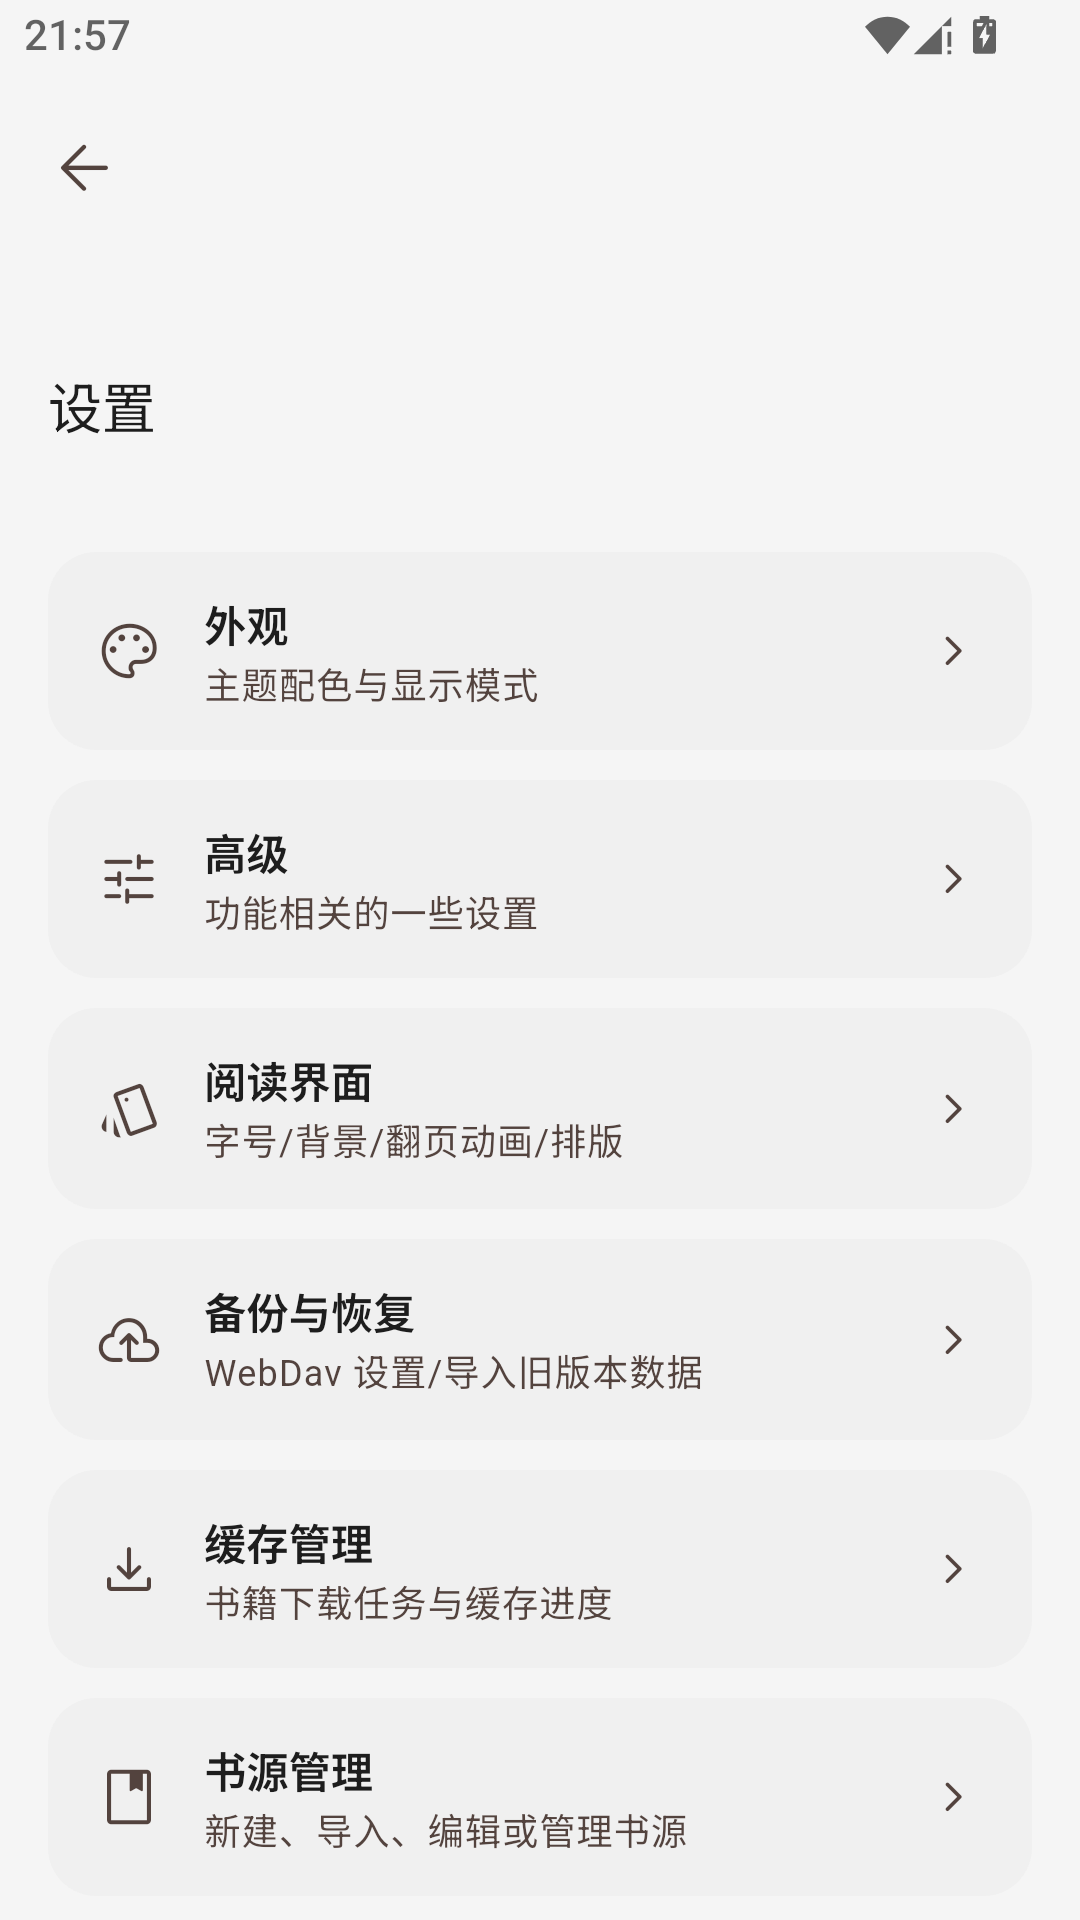 21:57
设置
外观
主题配色与显示模式
高级
功能相关的一些设置
阅读界面
字号/背景/翻页动画/排版
备份与恢复
WebDav 设置/导入旧版本数据
缓存管理
书籍下载任务与缓存进度
书源管理
新建、导入、编辑或管理书源